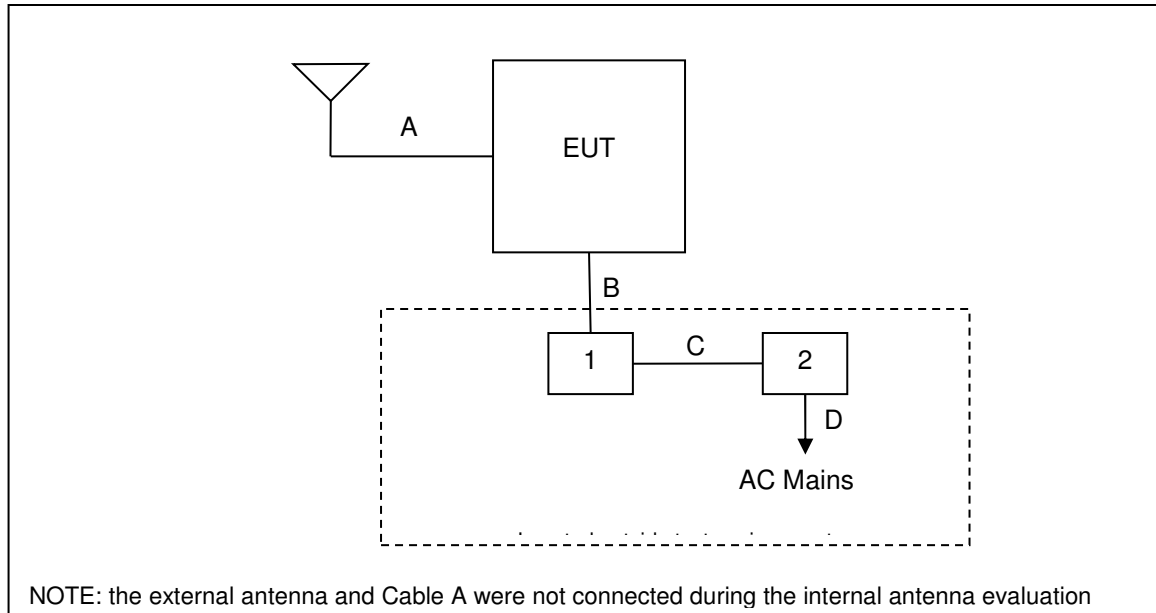 A
EUT
B
1
C
2
D
AC Mains
NOTE: the external antenna and Cable A were not connected during the internal antenna evaluation